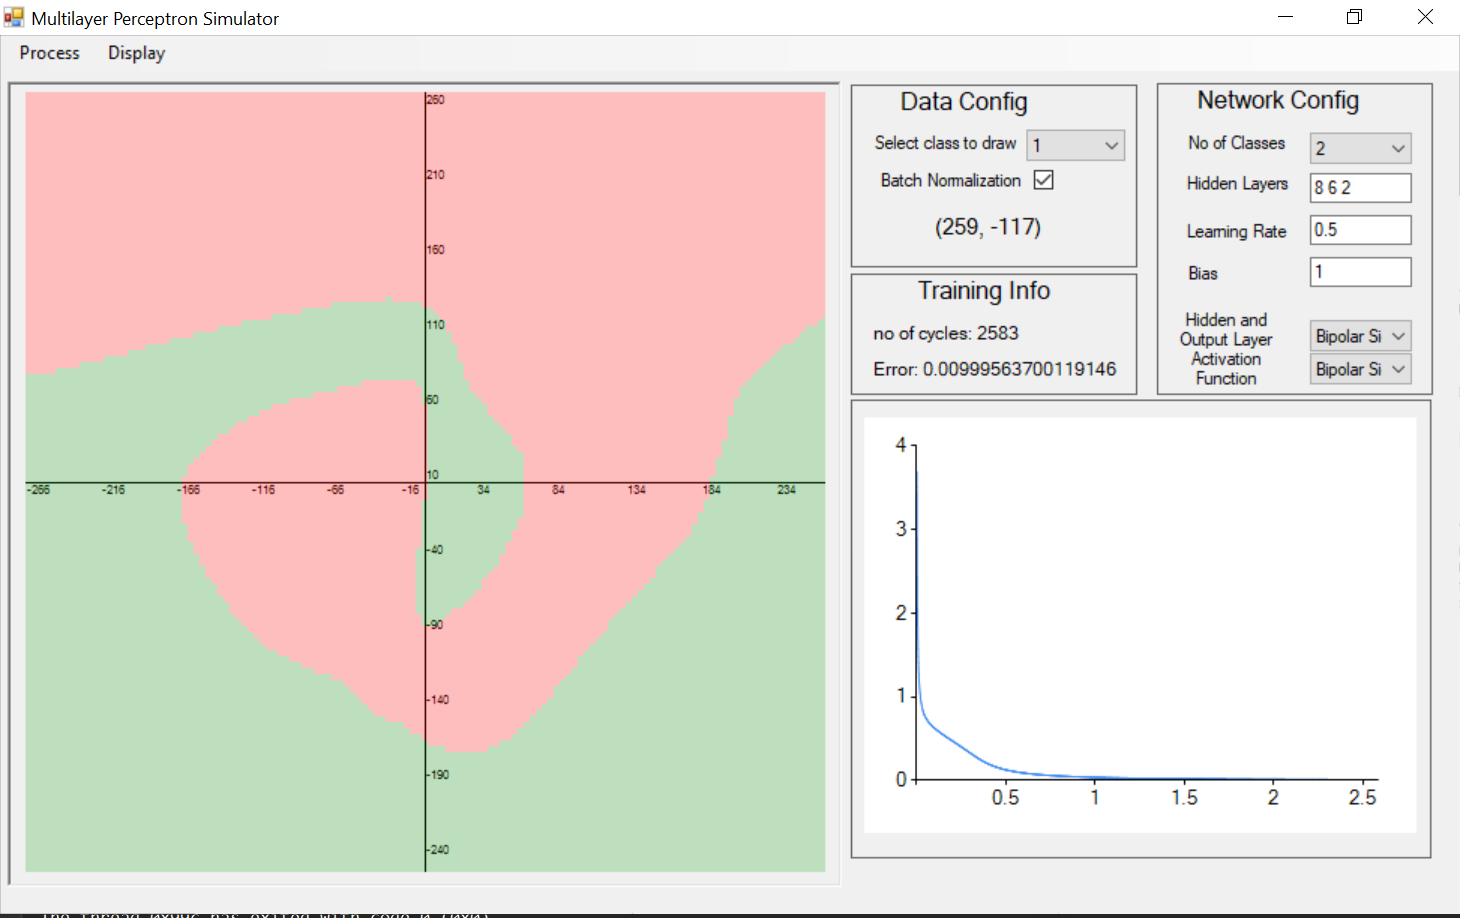 Multilayer Perceptron Simulator
Process Display
260
210
160
110
60
10
-266 -216 -166 -116 -66 -16 34 84 134 184 234
-40
-90
-140
-190
-240
Data Config
Select class to draw 1
Batch Normalization
(259, -117)
Training Info
no of cycles: 2583
Error: 0.00999563700119146
Network Config
No of Classes 2
Hidden Layers 8 6 2
Learning Rate 0.5
Bias 1
Hidden and
Output Layer
Activation
Function
Bipolar Si
Bipolar Si
4
3
2
1
0
0.5 1 1.5 2 2.5